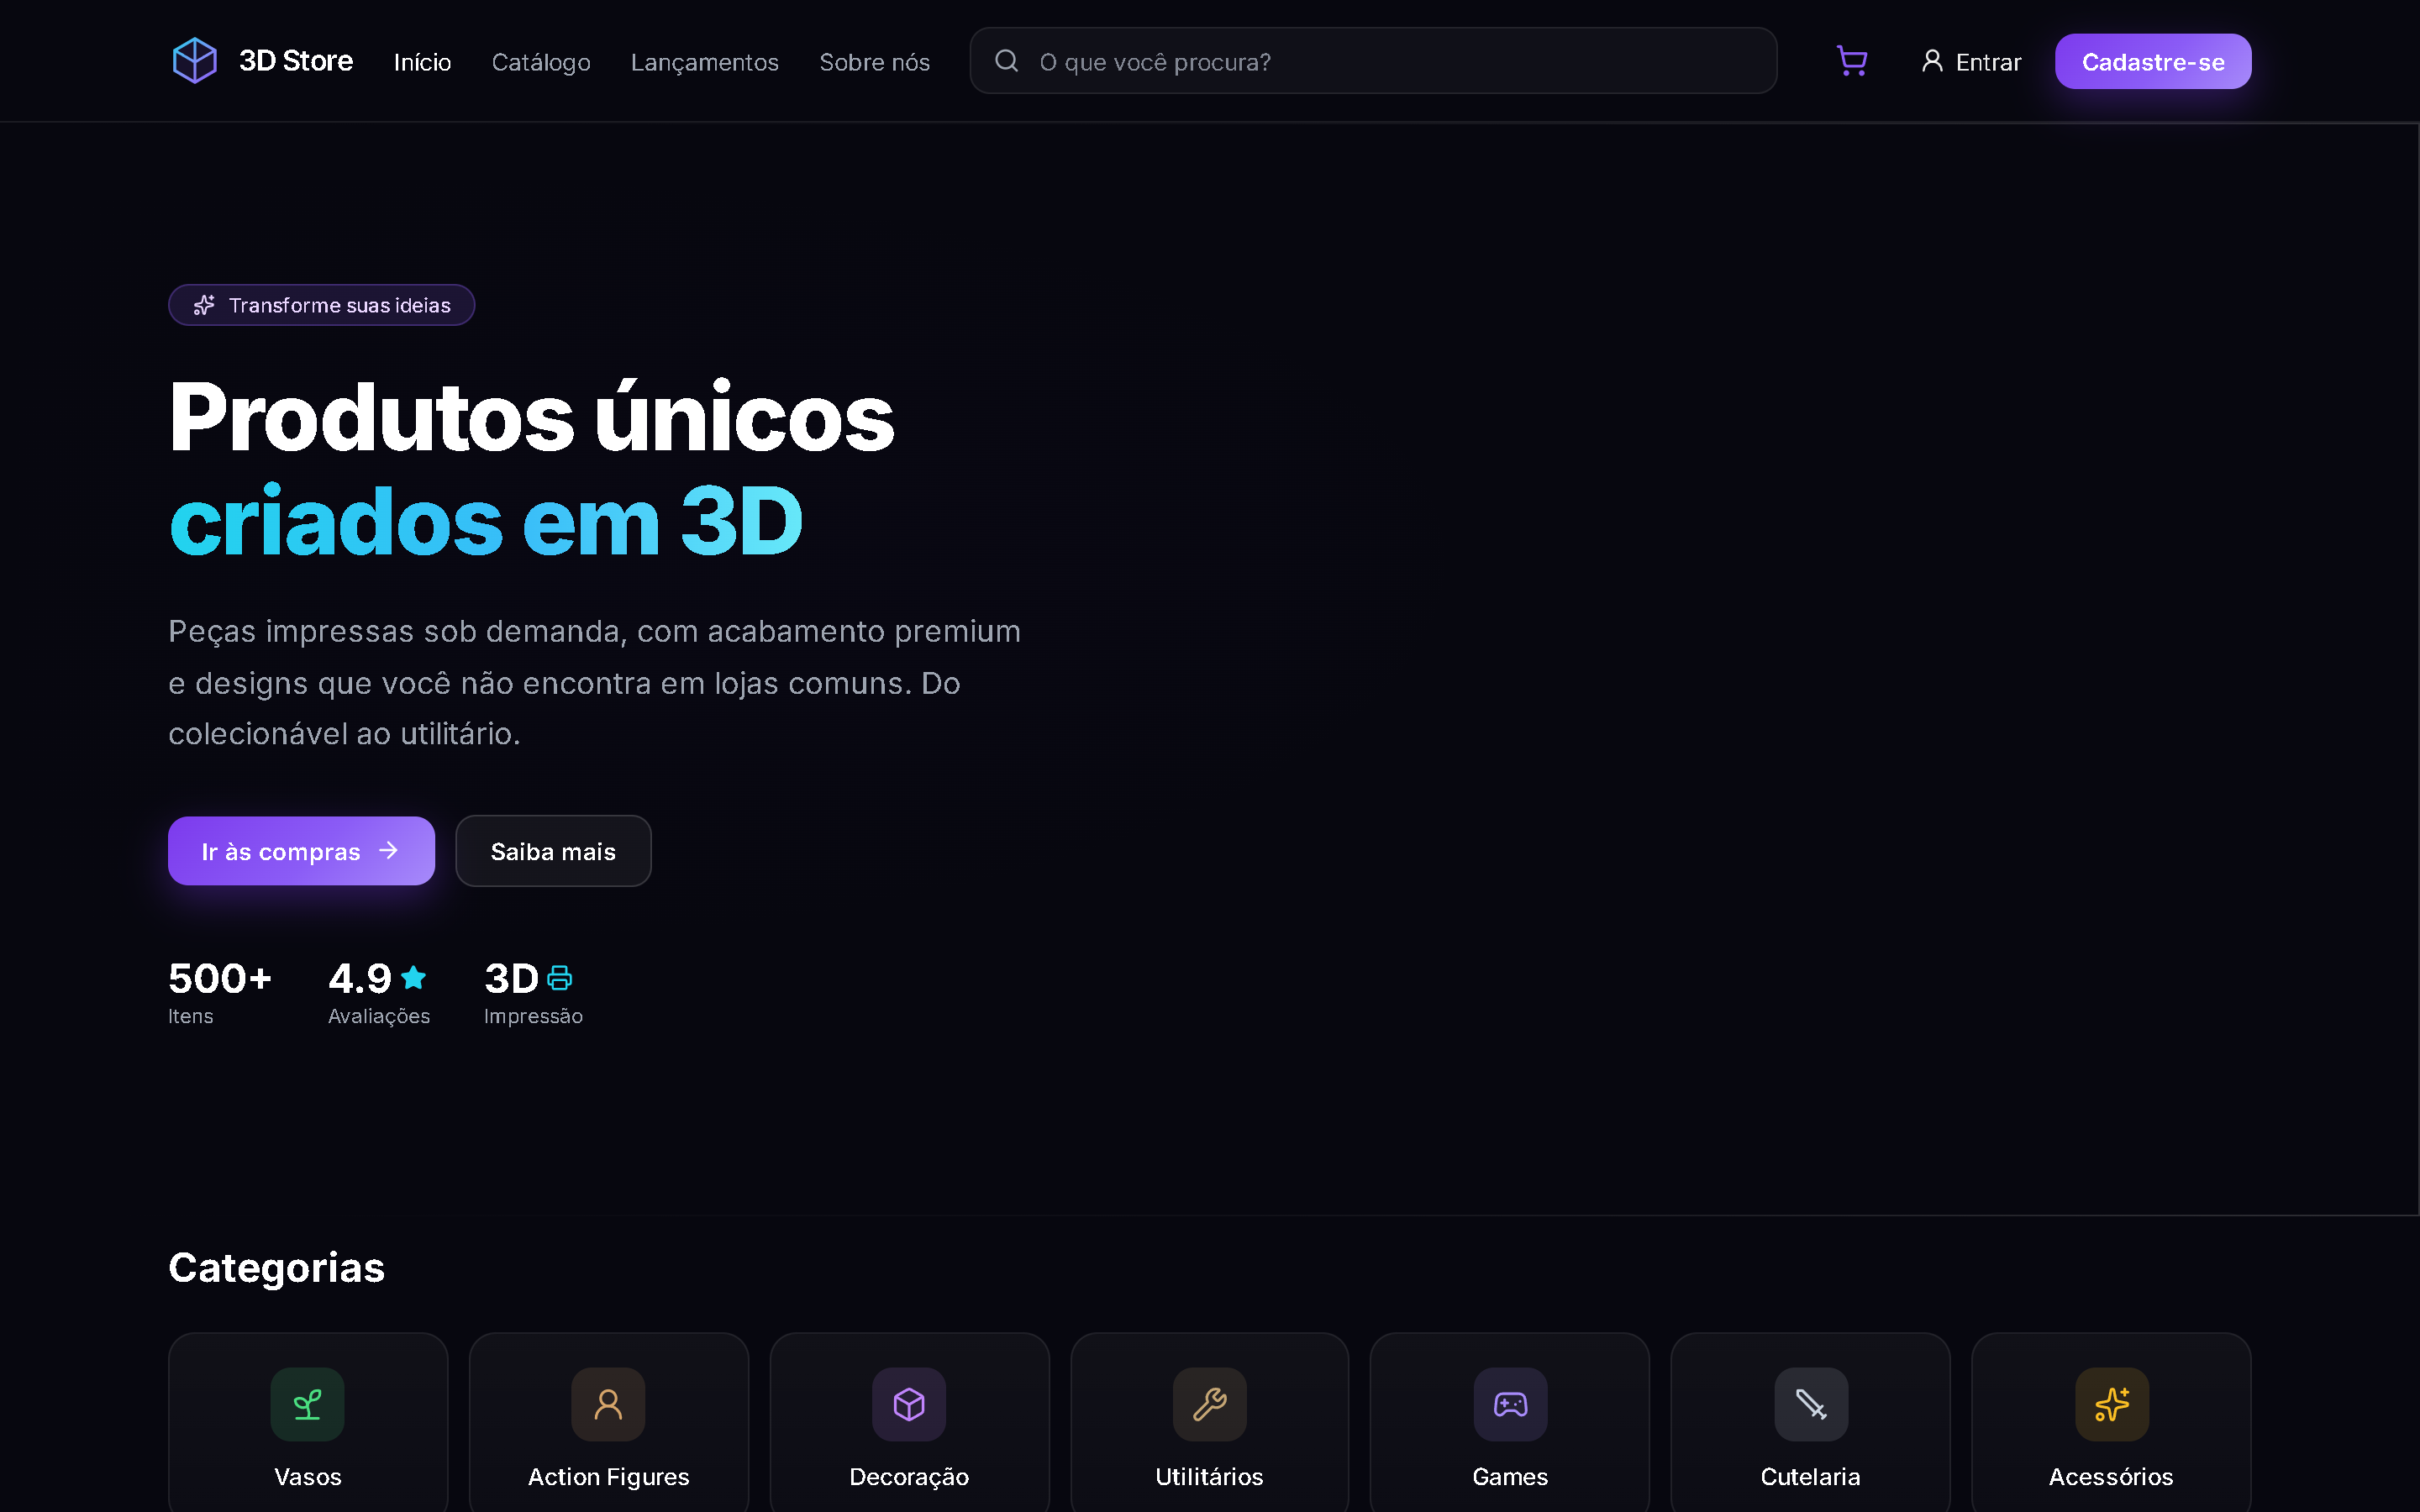 3D Store
Início
Catálogo
Lançamentos
Sobre nós
O que você procura?
Entrar
Cadastre-se
Transforme suas ideias
Produtos únicos
criados em 3D
Peças impressas sob demanda, com acabamento premium
e designs que você não encontra em lojas comuns. Do
colecionável ao utilitário.
Ir às compras
Saiba mais
500+
Itens
4.9
Avaliações
3D
Impressão
Categorias
Vasos
Action Figures
Decoração
Utilitários
Games
Cutelaria
Acessórios